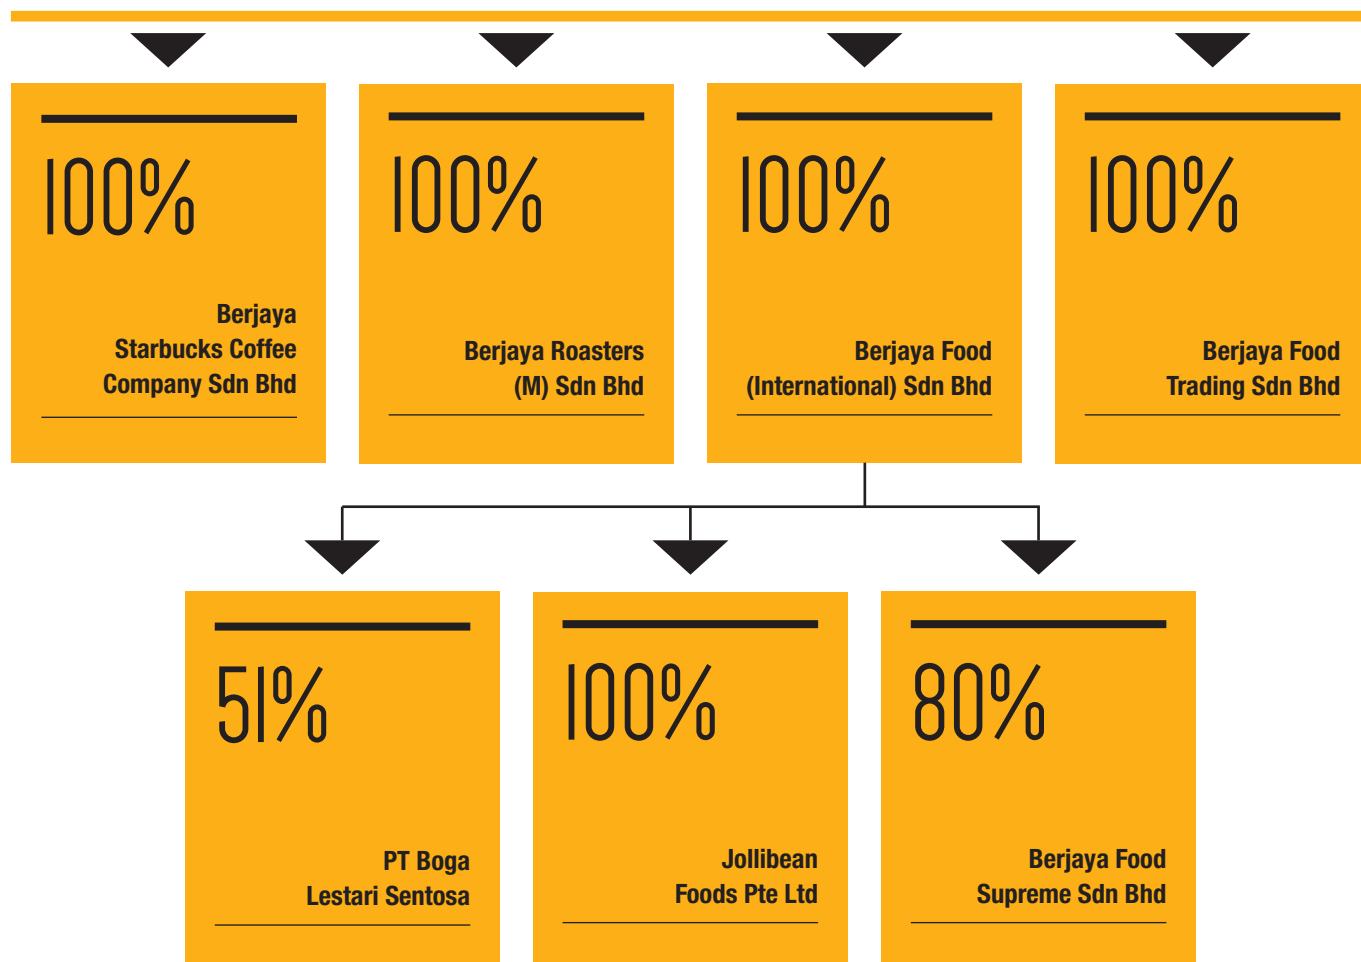 100%
Berjaya
Starbucks Coffee
Company Sdn Bhd
100%
Berjaya Roasters
(M) Sdn Bhd
100%
Berjaya Food
(International) Sdn Bhd
100%
Berjaya Food
Trading Sdn Bhd
51%
PT Boga
Lestari Sentosa
100%
Jollibean
Foods Pte Ltd
80%
Berjaya Food
Supreme Sdn Bhd